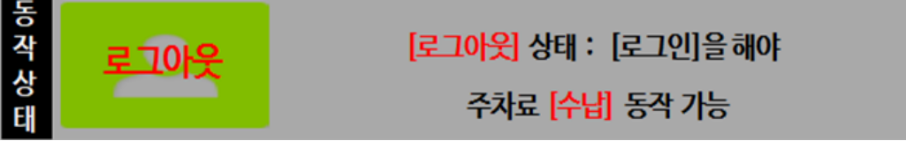 동작상태
로그아웃
[로그아웃] 상태 : [로그인]을 해야
주차료 [수납] 동작 가능